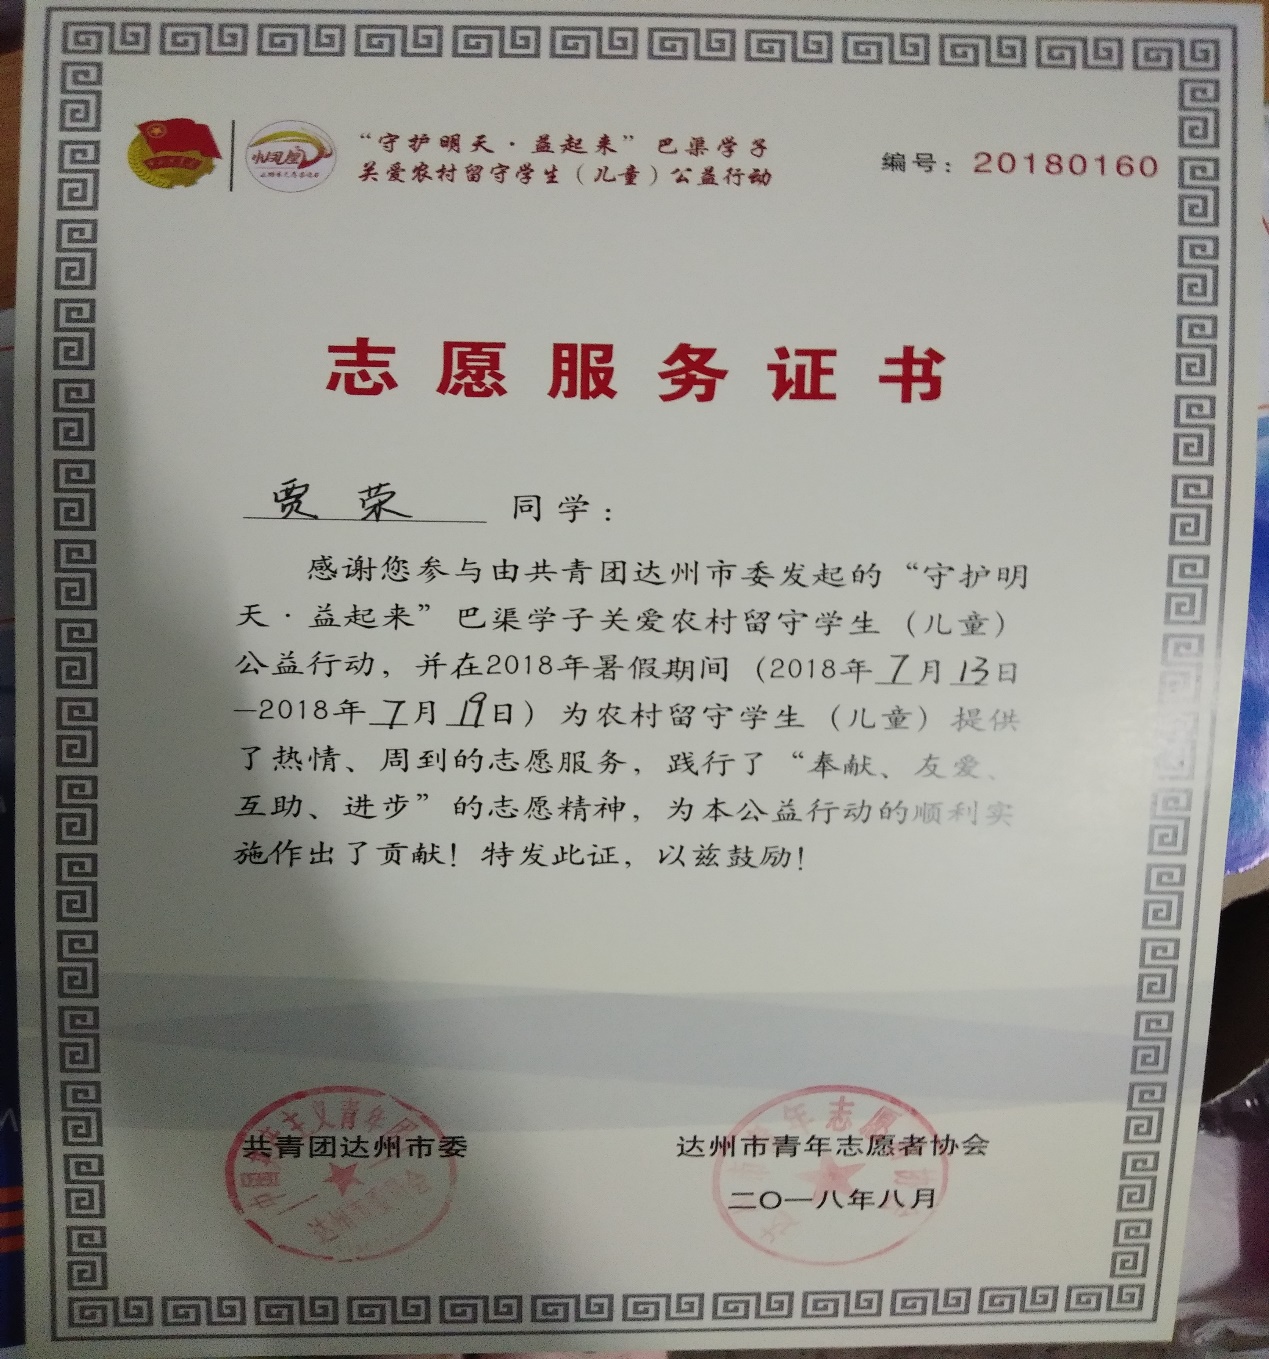 “守护明天·益起来”巴渠学子
关爱农村留守学生（儿童）公益行动
编号：20180160
志愿服务证书
贾荣 同学：
感谢您参与由共青团达州市委发起的“守护明
天·益起来”巴渠学子关爱农村留守学生（儿童）
公益行动，并在2018年暑假期间（2018年7月13日
—2018年7月19日）为农村留守学生（儿童）提供
了热情、周到的志愿服务，践行了“奉献、友爱、
互助、进步”的志愿精神，为本公益行动的顺利实
施作出了贡献！特发此证，以兹鼓励！
共青团达州市委
达州市青年志愿者协会
二〇一八年八月